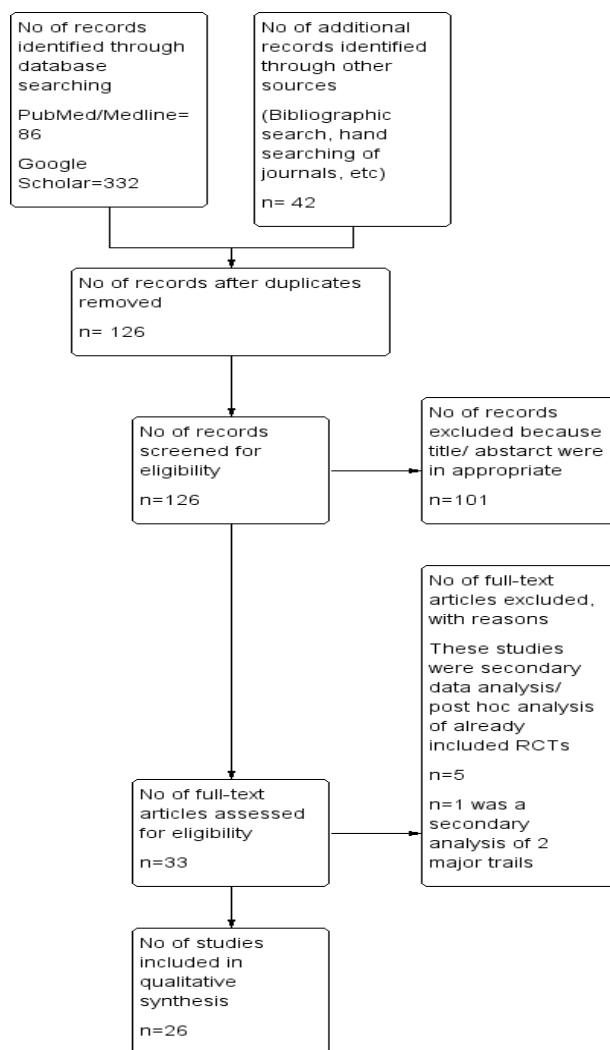 No of records
identified through
database
searching
PubMed/Medline=
86
Google
Scholar=332
No of additional
records identified
through other
sources
(Bibliographic
search, hand
searching of
journals, etc)
n= 42
No of records after duplicates
removed
n= 126
No of records
screened for
eligibility
n=126
No of records
excluded because
title/ abstarct were
in appropriate
n=101
No of full-text
articles excluded,
with reasons
These studies
were secondary
data analysis/
post hoc analysis
of already
included RCTs
n=5
n=1 was a
secondary
analysis of 2
major trails
No of full-text
articles assessed
for eligibility
n=33
No of studies
included in
qualitative
synthesis
n=26